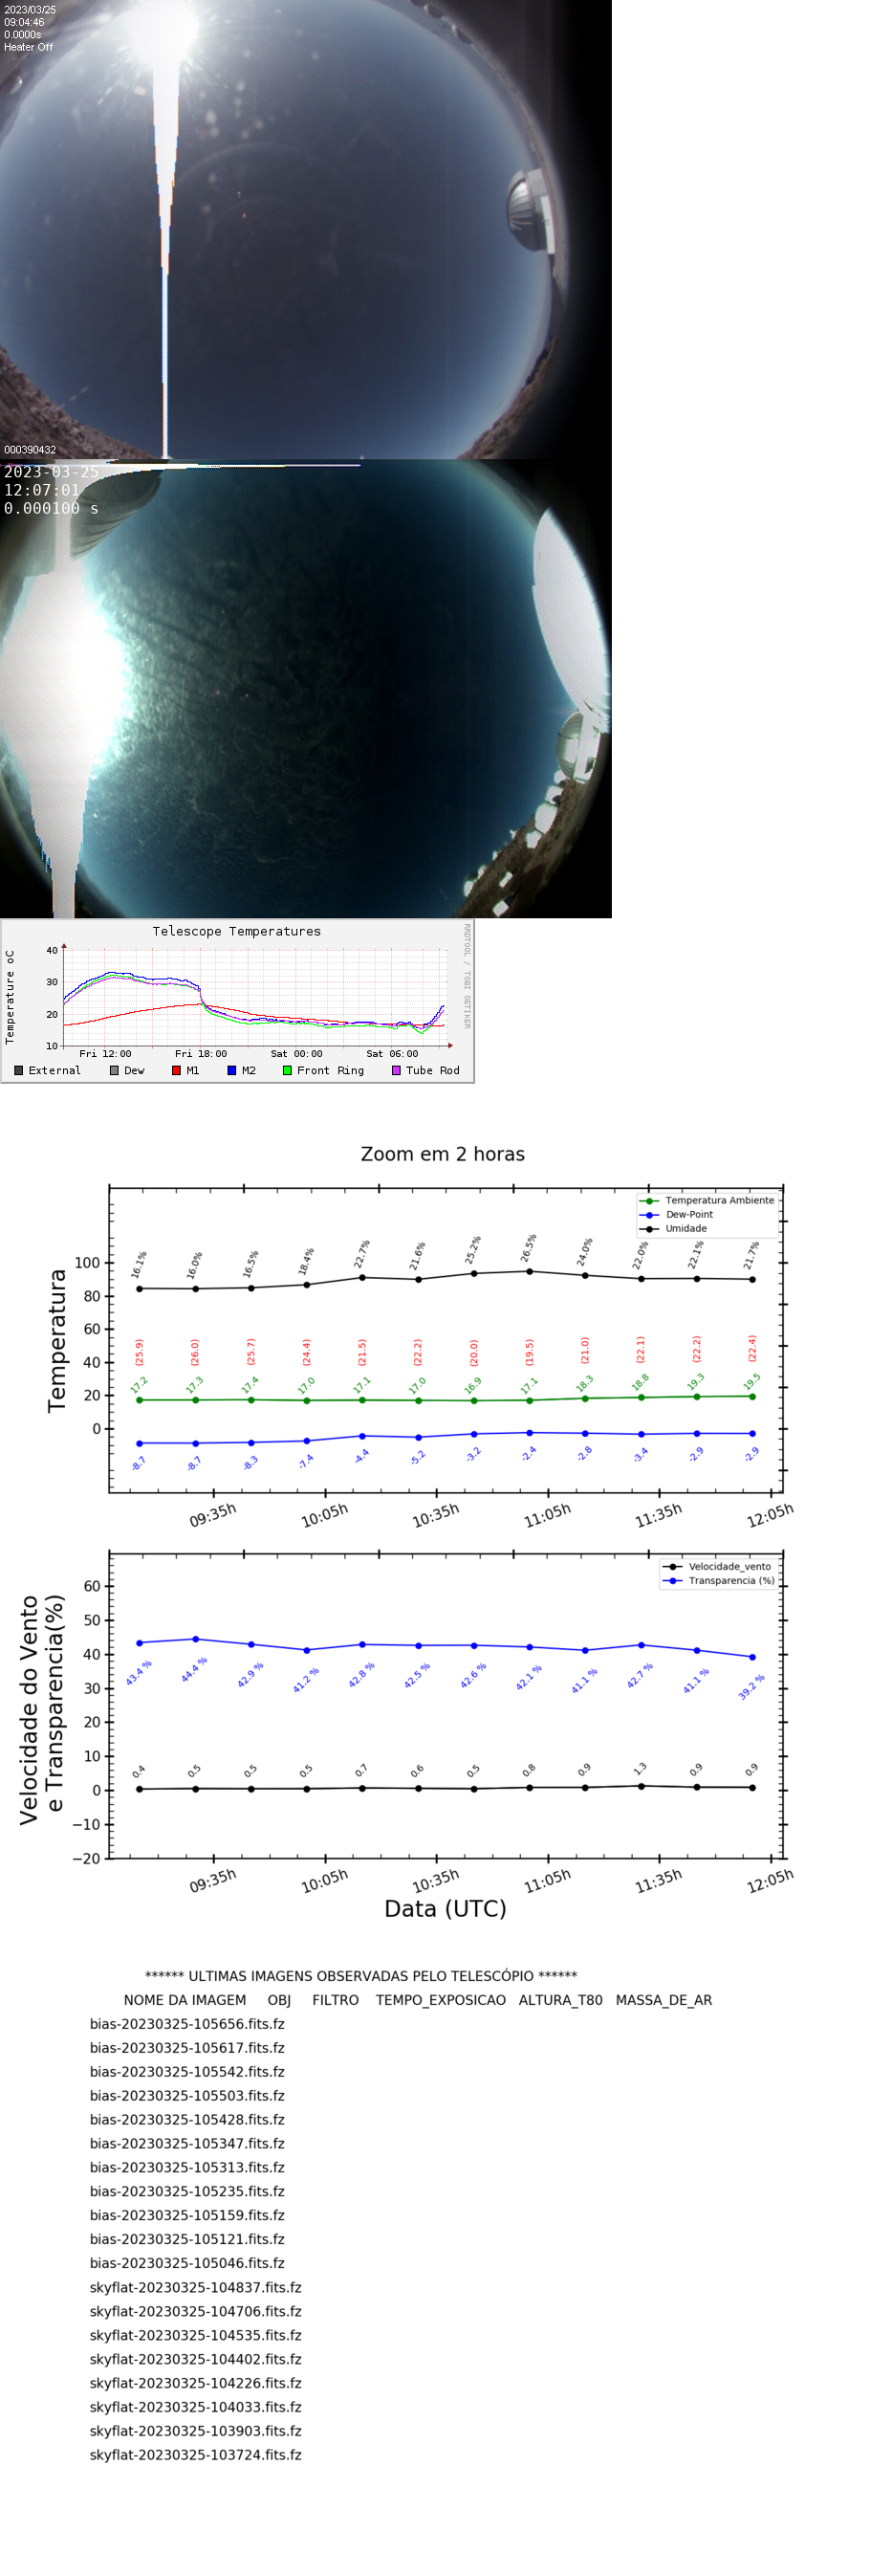 2023/03/25
09:04:46
0.0000s
Heater Off
000390432
2023-03-25
12:07:01
0.000100 s
Telescope Temperatures
Temperature oC
40
30
20
10
Fri 12:00 Fri 18:00 Sat 00:00 Sat 06:00
External Dew M1 M2 Front Ring Tube Rod
RRDTOOL / TOBI OETIKER
Zoom em 2 horas
Temperatura Ambiente
Dew-Point
Umidade
Temperatura
100
80
60
40
20
0
16.1% 16.0% 16.5% 18.4% 22.7% 21.6% 25.2% 26.5% 24.0% 22.0% 22.1% 21.7%
(25.9) (26.0) (25.7) (24.4) (21.5) (22.2) (20.0) (19.5) (21.0) (22.1) (22.2) (22.4)
17.2 17.3 17.4 17.0 17.1 17.0 16.9 17.1 18.3 18.8 19.3 19.5
-8.7 -8.7 -8.3 -7.4 -4.4 -5.2 -3.2 -2.4 -2.8 -3.4 -2.9 -2.9
09:35h 10:05h 10:35h 11:05h 11:35h 12:05h
Velocidade_vento
Transparencia (%)
Velocidade do Vento
e Transparencia(%)
60
50
40
30
20
10
0
−10
−20
43.4 % 44.4 % 42.9 % 41.2 % 42.8 % 42.5 % 42.6 % 42.1 % 41.1 % 42.7 % 41.1 % 39.2 %
0.4 0.5 0.5 0.5 0.7 0.6 0.5 0.8 0.9 1.3 0.9 0.9
09:35h 10:05h 10:35h 11:05h 11:35h 12:05h
Data (UTC)
****** ULTIMAS IMAGENS OBSERVADAS PELO TELESCÓPIO ******
NOME DA IMAGEM OBJ FILTRO TEMPO_EXPOSICAO ALTURA_T80 MASSA_DE_AR
bias-20230325-105656.fits.fz
bias-20230325-105617.fits.fz
bias-20230325-105542.fits.fz
bias-20230325-105503.fits.fz
bias-20230325-105428.fits.fz
bias-20230325-105347.fits.fz
bias-20230325-105313.fits.fz
bias-20230325-105235.fits.fz
bias-20230325-105159.fits.fz
bias-20230325-105121.fits.fz
bias-20230325-105046.fits.fz
skyflat-20230325-104837.fits.fz
skyflat-20230325-104706.fits.fz
skyflat-20230325-104535.fits.fz
skyflat-20230325-104402.fits.fz
skyflat-20230325-104226.fits.fz
skyflat-20230325-104033.fits.fz
skyflat-20230325-103903.fits.fz
skyflat-20230325-103724.fits.fz